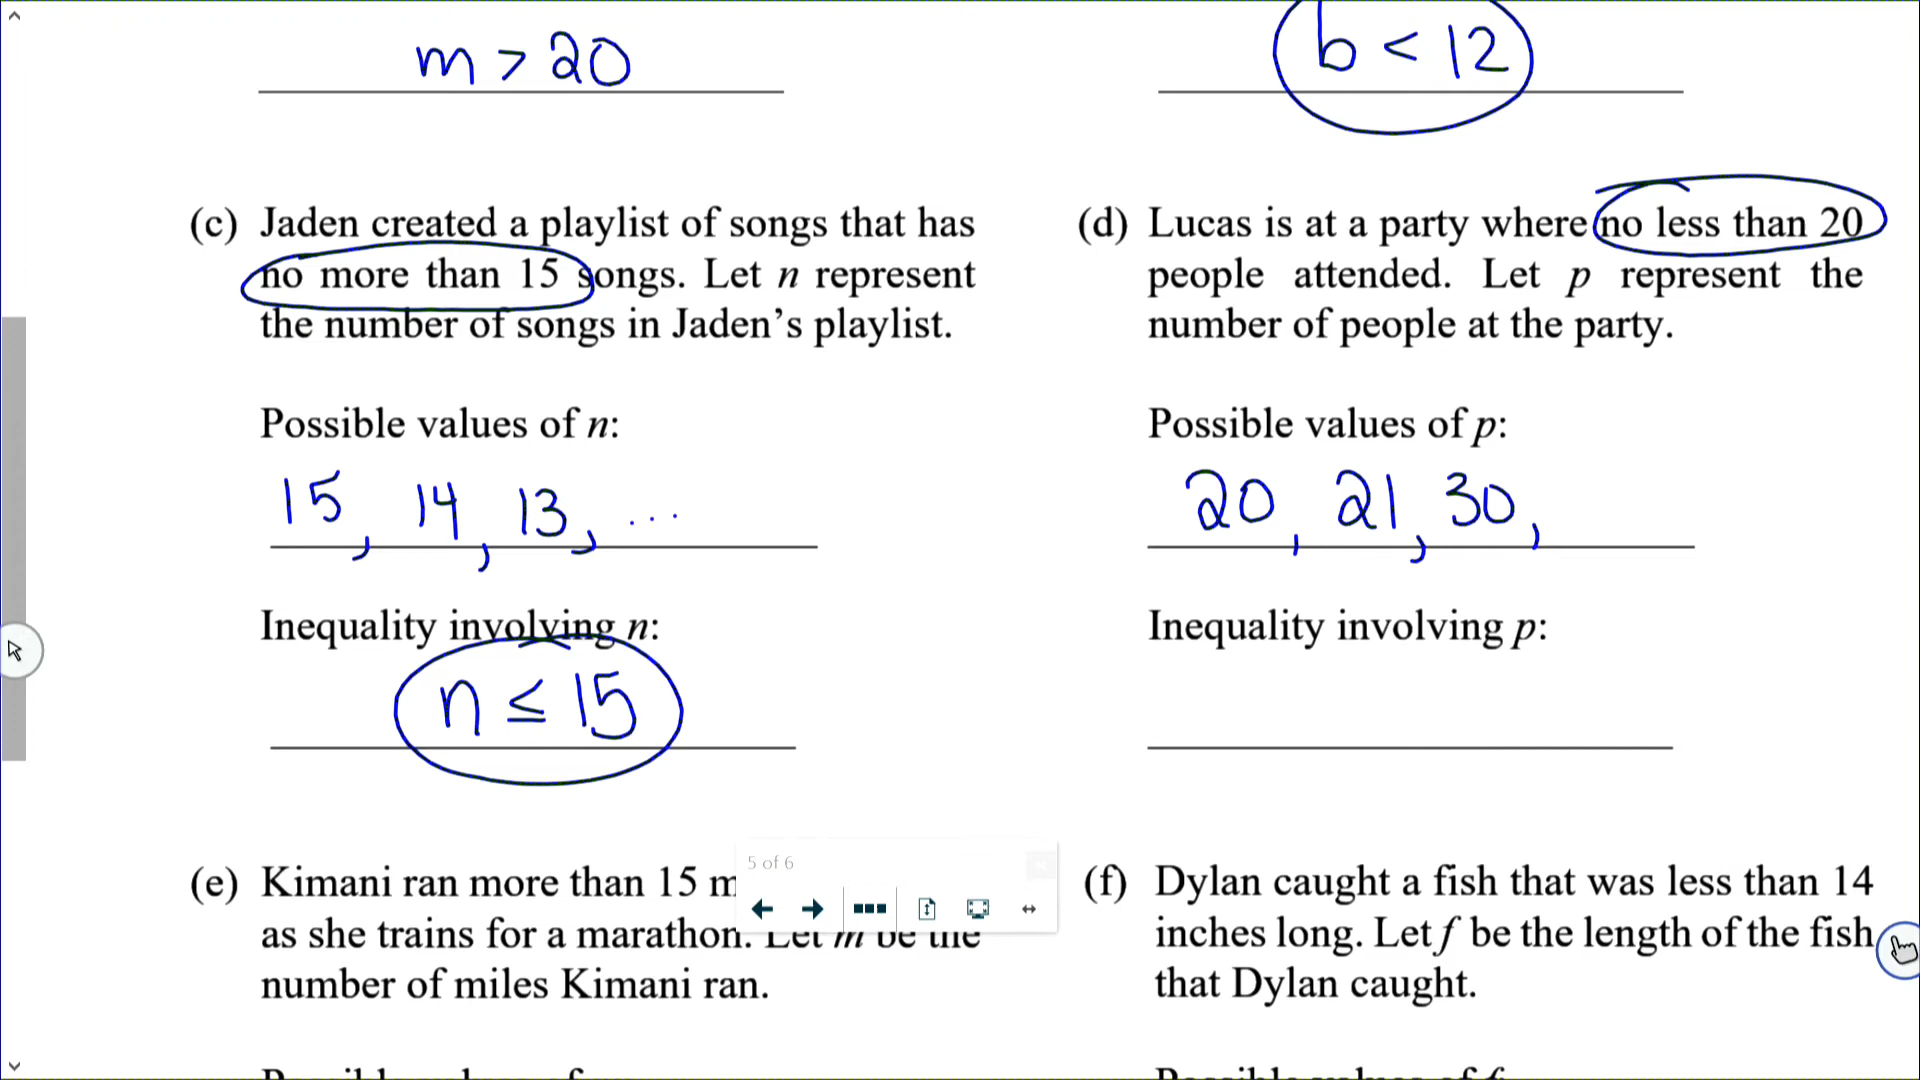 m > 20
b < 12
(c) Jaden created a playlist of songs that has
no more than 15 songs. Let n represent
the number of songs in Jaden's playlist.
Possible values of n:
15, 14, 13, ...
Inequality involving n:
n ≤ 15
(d) Lucas is at a party where no less than 20
people attended. Let p represent the
number of people at the party.
Possible values of p:
20, 21, 30,
Inequality involving p:
(e) Kimani ran more than 15
as she trains for a marathon. Let m be the
number of miles Kimani ran.
5 of 6
(f) Dylan caught a fish that was less than 14
inches long. Let f be the length of the fish
that Dylan caught.